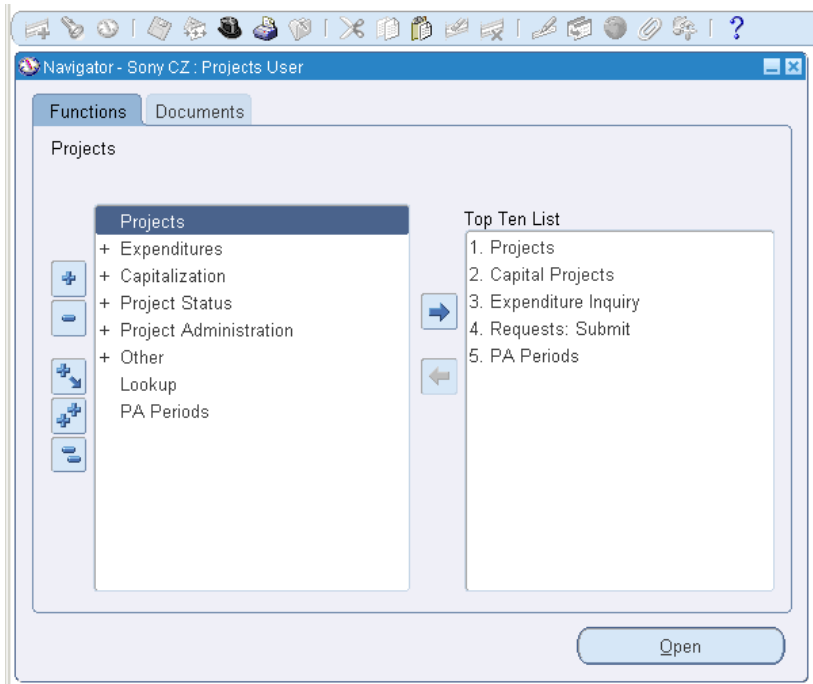 Navigator - Sony CZ : Projects User
Functions
Documents
Projects
Projects
+ Expenditures
+ Capitalization
+ Project Status
+ Project Administration
+ Other
Lookup
PA Periods
Top Ten List
1. Projects
2. Capital Projects
3. Expenditure Inquiry
4. Requests: Submit
5. PA Periods
Open